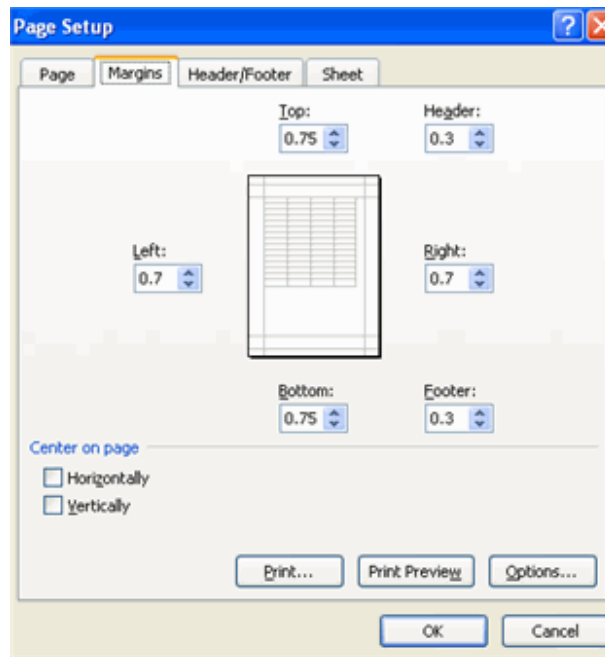 Page Setup
Page Margins Header/Footer Sheet
Top: Header:
0.75 0.3
Left: Right:
0.7 0.7
Bottom: Footer:
0.75 0.3
Center on page
Horizontally
Vertically
Print... Print Preview Options...
OK Cancel